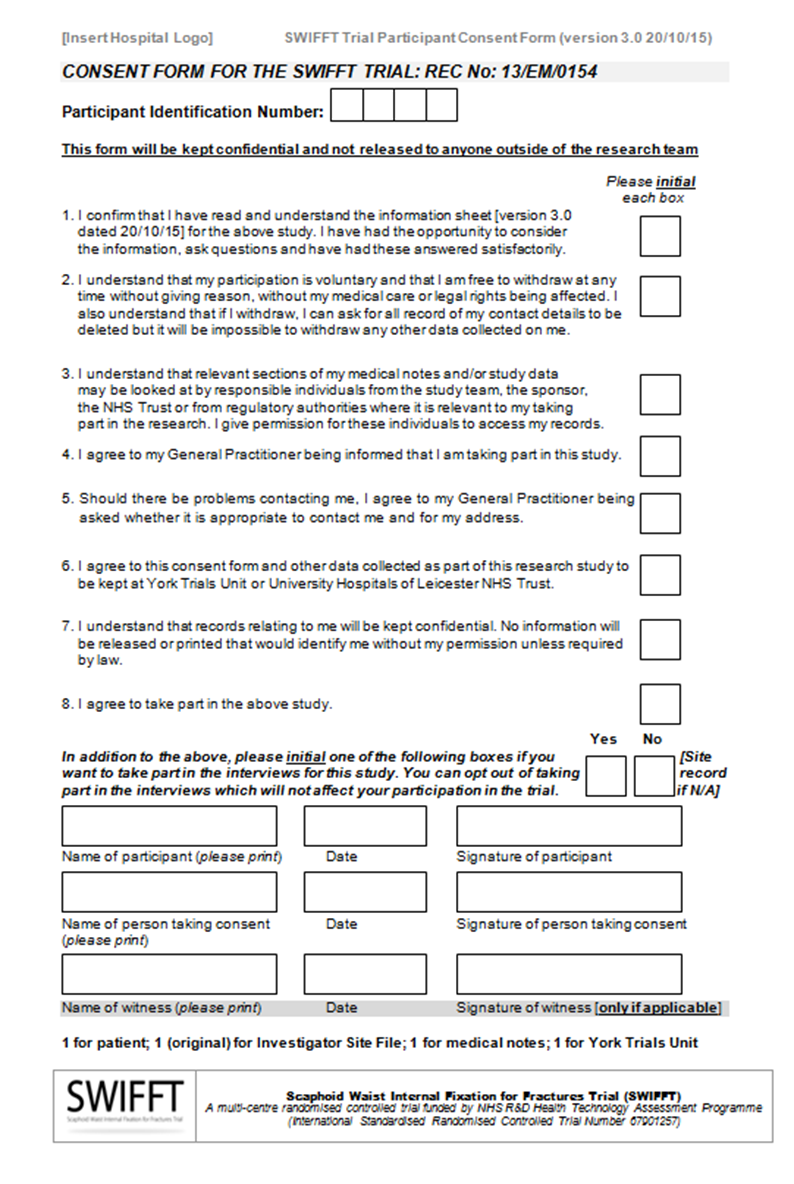 [Insert Hospital Logo] SWIFFT Trial Participant Consent Form (version 3.0 20/10/15)
CONSENT FORM FOR THE SWIFFT TRIAL: REC No: 13/EM/0154
Participant Identification Number:
This form will be kept confidential and not released to anyone outside of the research team
Please initial
each box
1. I confirm that I have read and understand the information sheet [version 3.0
dated 20/10/15] for the above study. I have had the opportunity to consider
the information, ask questions and have had these answered satisfactorily.
2. I understand that my participation is voluntary and that I am free to withdraw at any
time without giving reason, without my medical care or legal rights being affected. I
also understand that if I withdraw, I can ask for all record of my contact details to be
deleted but it will be impossible to withdraw any other data collected on me.
3. I understand that relevant sections of my medical notes and/or study data
may be looked at by responsible individuals from the study team, the sponsor,
the NHS Trust or from regulatory authorities where it is relevant to my taking
part in the research. I give permission for these individuals to access my records.
4. I agree to my General Practitioner being informed that I am taking part in this study.
5. Should there be problems contacting me, I agree to my General Practitioner being
asked whether it is appropriate to contact me and for my address.
6. I agree to this consent form and other data collected as part of this research study to
be kept at York Trials Unit or University Hospitals of Leicester NHS Trust.
7. I understand that records relating to me will be kept confidential. No information will
be released or printed that would identify me without my permission unless required
by law.
8. I agree to take part in the above study.
Yes No
In addition to the above, please initial one of the following boxes if you [Site
want to take part in the interviews for this study. You can opt out of taking record
part in the interviews which will not affect your participation in the trial. if N/A]
Name of participant (please print) Date Signature of participant
Name of person taking consent Date Signature of person taking consent
(please print)
Name of witness (please print) Date Signature of witness [only if applicable]
1 for patient; 1 (original) for Investigator Site File; 1 for medical notes; 1 for York Trials Unit
SWIFFT
Scaphoid Waist Internal Fixation for Fractures Trial
Scaphoid Waist Internal Fixation for Fractures Trial (SWIFFT)
A multi-centre randomised controlled trial funded by NHS R&D Health Technology Assessment Programme
(International Standardised Randomised Controlled Trial Number 67901257)